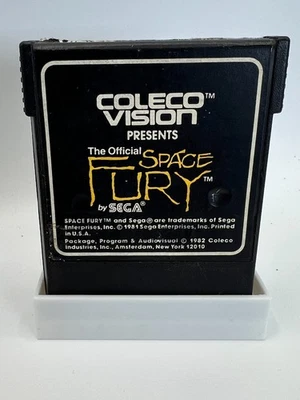 COLECO™
VISION
PRESENTS
The Official SPACE
FURY™
by SEGA®
SPACE FURY™ and Sega® are trademarks of Sega
Enterprises, Inc. © 1981 Sega Enterprises, Inc. Printed
in U.S.A.
Package, Program & Audiovisual © 1982 Coleco
Industries, Inc., Amsterdam, New York 12010